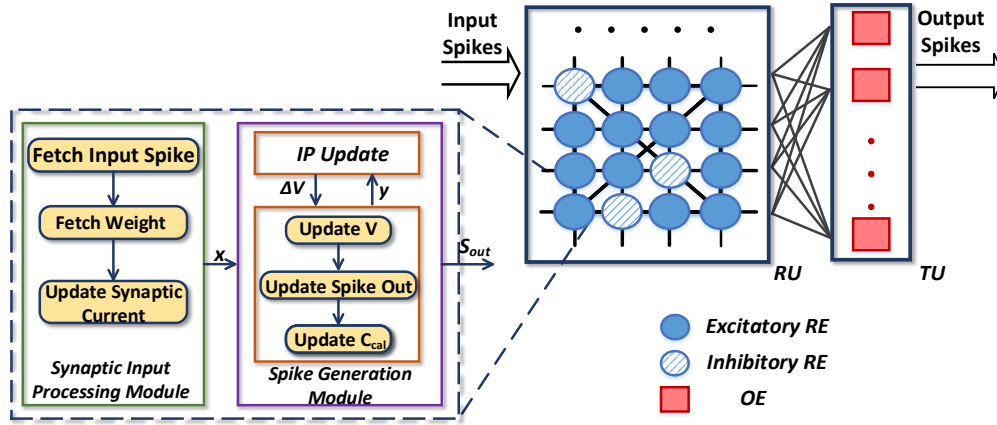 Input
Spikes
Output
Spikes
Fetch Input Spike
Fetch Weight
Update Synaptic
Current
Synaptic Input
Processing Module
x
IP Update
ΔV
y
Update V
Update Spike Out
Update Ccal
Spike Generation
Module
Sout
RU
TU
Excitatory RE
Inhibitory RE
OE